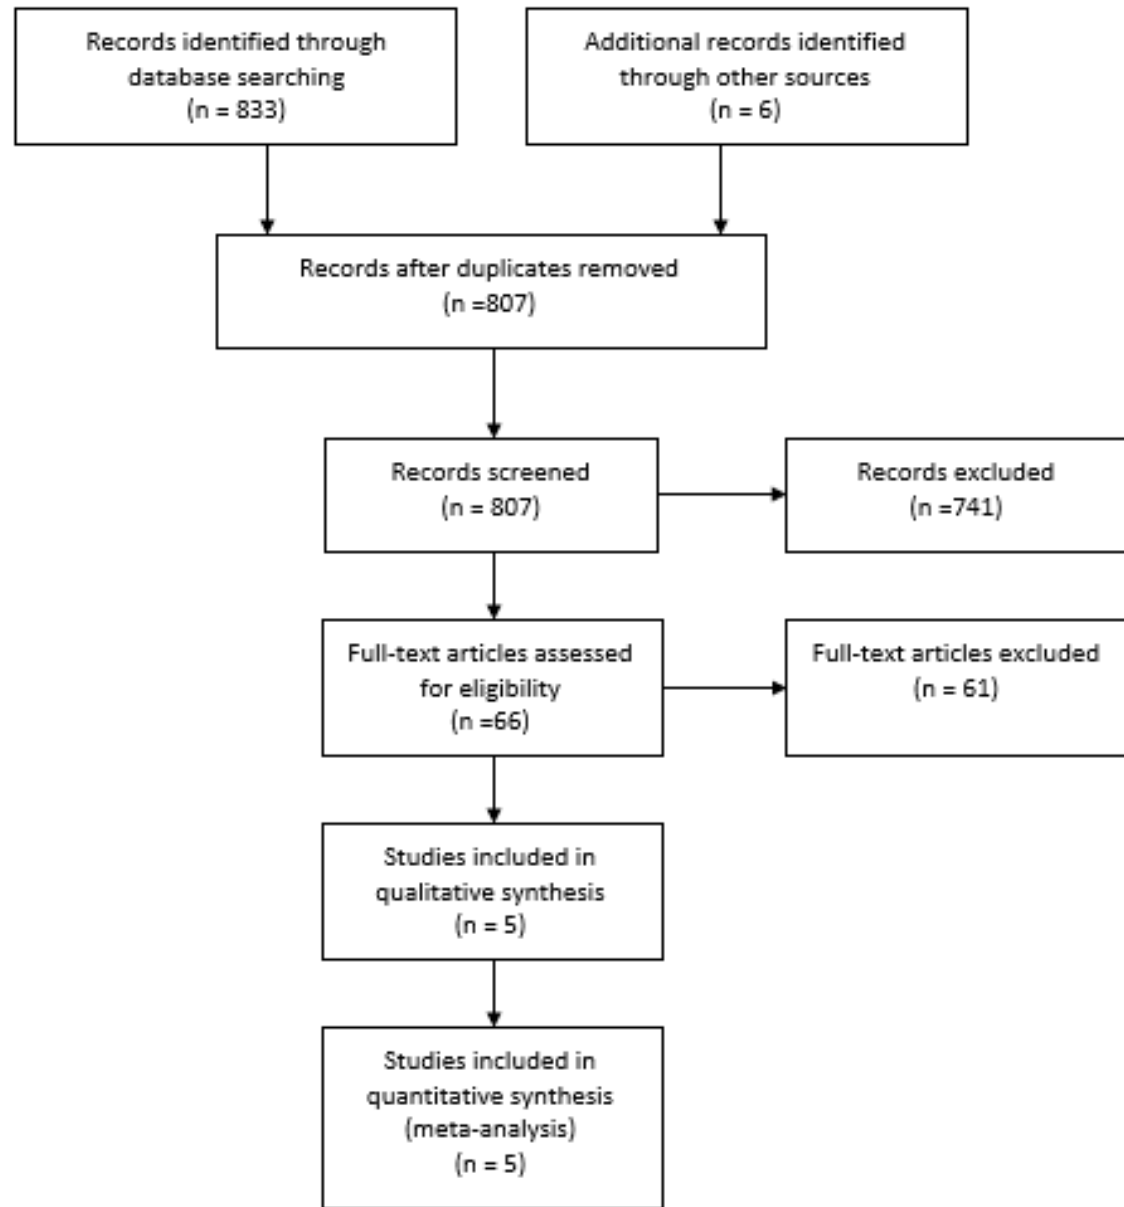 Records identified through
database searching
(n = 833)
Additional records identified
through other sources
(n = 6)
Records after duplicates removed
(n =807)
Records screened
(n = 807)
Records excluded
(n =741)
Full-text articles assessed
for eligibility
(n =66)
Full-text articles excluded
(n = 61)
Studies included in
qualitative synthesis
(n = 5)
Studies included in
quantitative synthesis
(meta-analysis)
(n = 5)